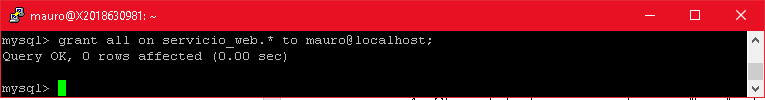 mauro@X2018630981: ~
mysql> grant all on servicio_web.* to mauro@localhost;
Query OK, 0 rows affected (0.00 sec)
mysql>